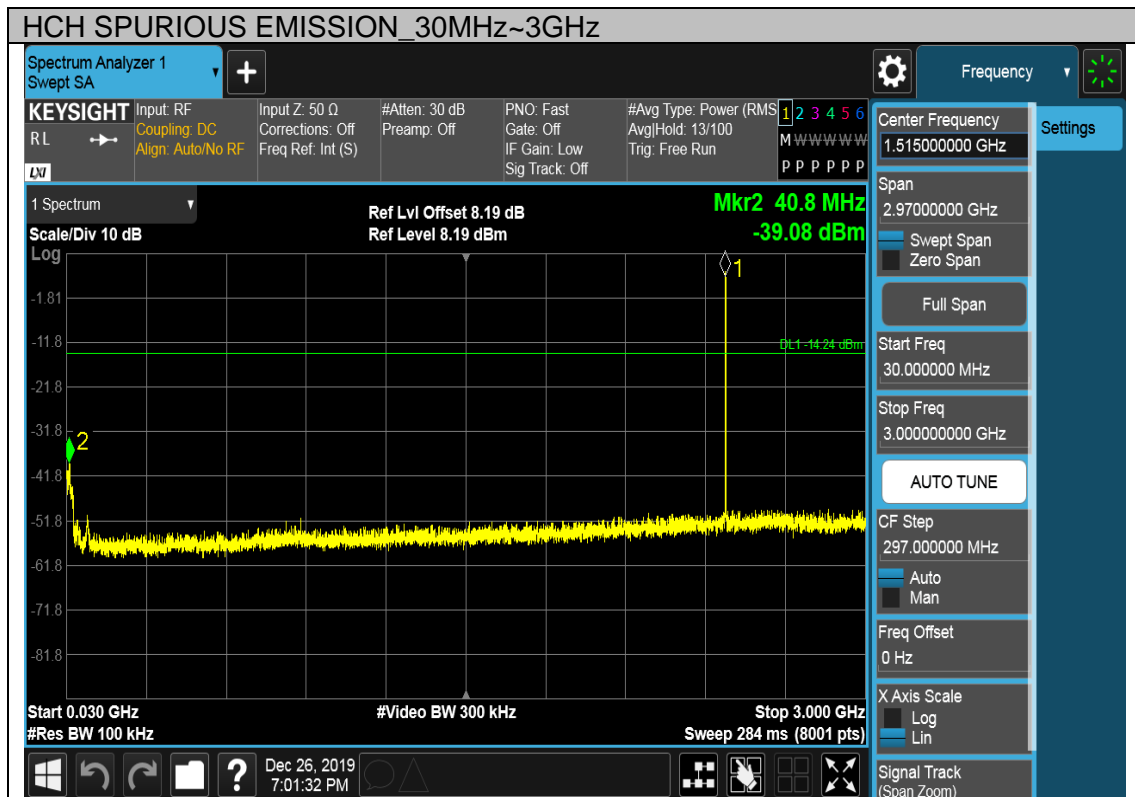 HCH SPURIOUS EMISSION_30MHz~3GHz
Spectrum Analyzer 1
Swept SA
+
Frequency
KEYSIGHT
RL
LXI
Input: RF
Coupling: DC
Align: Auto/No RF
Input Z: 50 Ω
Corrections: Off
Freq Ref: Int (S)
#Atten: 30 dB
Preamp: Off
PNO: Fast
Gate: Off
IF Gain: Low
Sig Track: Off
#Avg Type: Power (RMS
Avg|Hold: 13/100
Trig: Free Run
1 2 3 4 5 6
M W W W W W
P P P P P P
1 Spectrum
Scale/Div 10 dB
Log
Ref Lvl Offset 8.19 dB
Ref Level 8.19 dBm
Mkr2 40.8 MHz
-39.08 dBm
1
-1.81
-11.8
DL1 -14.24 dBm
-21.8
-31.8
2
-41.8
-51.8
-61.8
-71.8
-81.8
Start 0.030 GHz
#Res BW 100 kHz
#Video BW 300 kHz
Stop 3.000 GHz
Sweep 284 ms (8001 pts)
?
Dec 26, 2019
7:01:32 PM
Center Frequency
1.515000000 GHz
Settings
Span
2.97000000 GHz
Swept Span
Zero Span
Full Span
Start Freq
30.000000 MHz
Stop Freq
3.000000000 GHz
AUTO TUNE
CF Step
297.000000 MHz
Auto
Man
Freq Offset
0 Hz
X Axis Scale
Log
Lin
Signal Track
(Span Zoom)